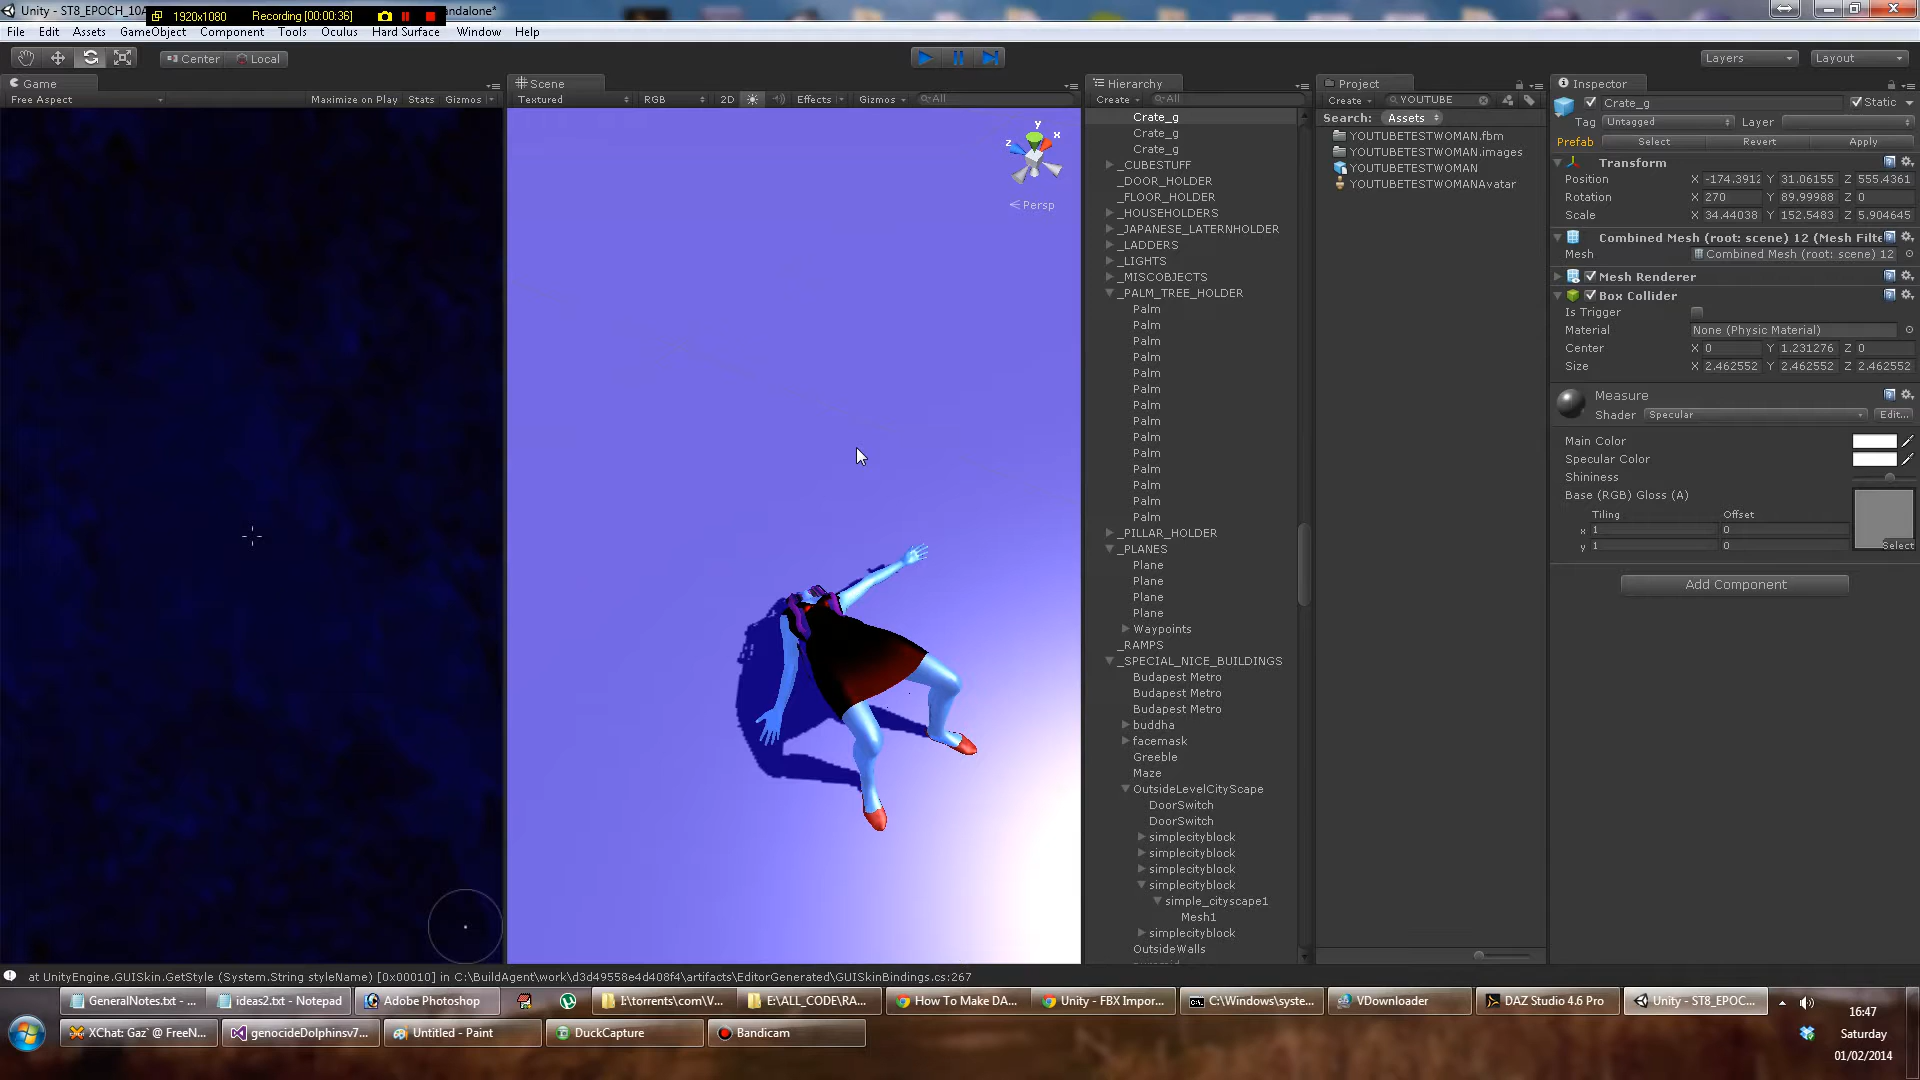 Unity - ST8_EPOCH_10A
1920x1080
Recording [00:00:36]
andalone*
File Edit Assets GameObject Component Tools Oculus Hard Surface Window Help
Center Local
Layers
Layout
Game
Free Aspect
Maximize on Play Stats Gizmos
Scene
Textured
RGB
2D
Effects
Gizmos
All
y
x
z
Persp
Hierarchy
Create
All
Crate_g
Crate_g
Crate_g
_CUBESTUFF
_DOOR_HOLDER
_FLOOR_HOLDER
_HOUSEHOLDERS
_JAPANESE_LATERNHOLDER
_LADDERS
_LIGHTS
_MISCOBJECTS
_PALM_TREE_HOLDER
Palm
Palm
Palm
Palm
Palm
Palm
Palm
Palm
Palm
Palm
Palm
Palm
Palm
Palm
_PILLAR_HOLDER
_PLANES
Plane
Plane
Plane
Plane
Waypoints
_RAMPS
_SPECIAL_NICE_BUILDINGS
Budapest Metro
Budapest Metro
Budapest Metro
buddha
facemask
Greeble
Maze
OutsideLevelCityScape
DoorSwitch
DoorSwitch
simplecityblock
simplecityblock
simplecityblock
simplecityblock
simple_cityscape1
Mesh1
simplecityblock
OutsideWalls
Project
Create
YOUTUBE
Search: Assets
YOUTUBETESTWOMAN.fbm
YOUTUBETESTWOMAN.images
YOUTUBETESTWOMAN
YOUTUBETESTWOMANAvatar
Inspector
Crate_g
Static
Tag Untagged Layer
Prefab Select Revert Apply
Transform
Position X -174.3912 Y 31.06155 Z 555.4361
Rotation X 270 Y 89.99988 Z 0
Scale X 34.44038 Y 152.5483 Z 5.904645
Combined Mesh (root: scene) 12 (Mesh Filte
Mesh Combined Mesh (root: scene) 12
Mesh Renderer
Box Collider
Is Trigger
Material None (Physic Material)
Center X 0 Y 1.231276 Z 0
Size X 2.462552 Y 2.462552 Z 2.462552
Measure
Shader Specular Edit...
Main Color
Specular Color
Shininess
Base (RGB) Gloss (A)
Tiling Offset
x 1 0
y 1 0
Select
Add Component
at UnityEngine.GUISkin.GetStyle (System.String styleName) [0x00010] in C:\BuildAgent\work\d3d49558e4d408f4\artifacts\EditorGenerated\GUISkinBindings.cs:267
GeneralNotes.txt - ...
ideas2.txt - Notepad
Adobe Photoshop
I:\torrents\com\V...
E:\ALL_CODE\RA...
How To Make DA...
Unity - FBX Impor...
C:\Windows\syste...
VDownloader
DAZ Studio 4.6 Pro
Unity - ST8_EPOC...
XChat: Gaz` @ FreeN...
genocideDolphinsv7...
Untitled - Paint
DuckCapture
Bandicam
16:47
Saturday
01/02/2014